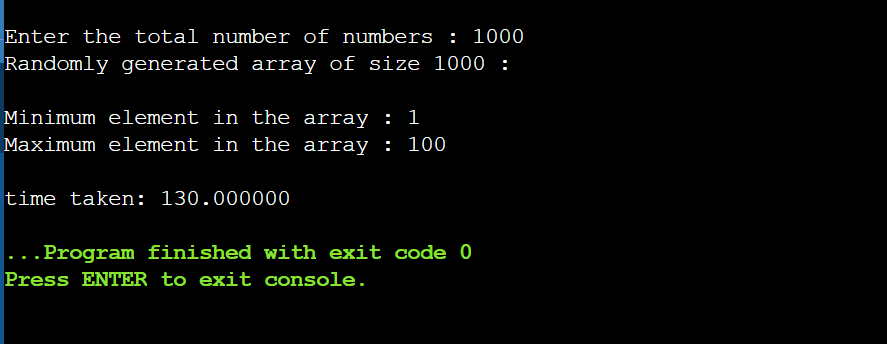 Enter the total number of numbers : 1000
Randomly generated array of size 1000 :
Minimum element in the array : 1
Maximum element in the array : 100
time taken: 130.000000
...Program finished with exit code 0
Press ENTER to exit console.